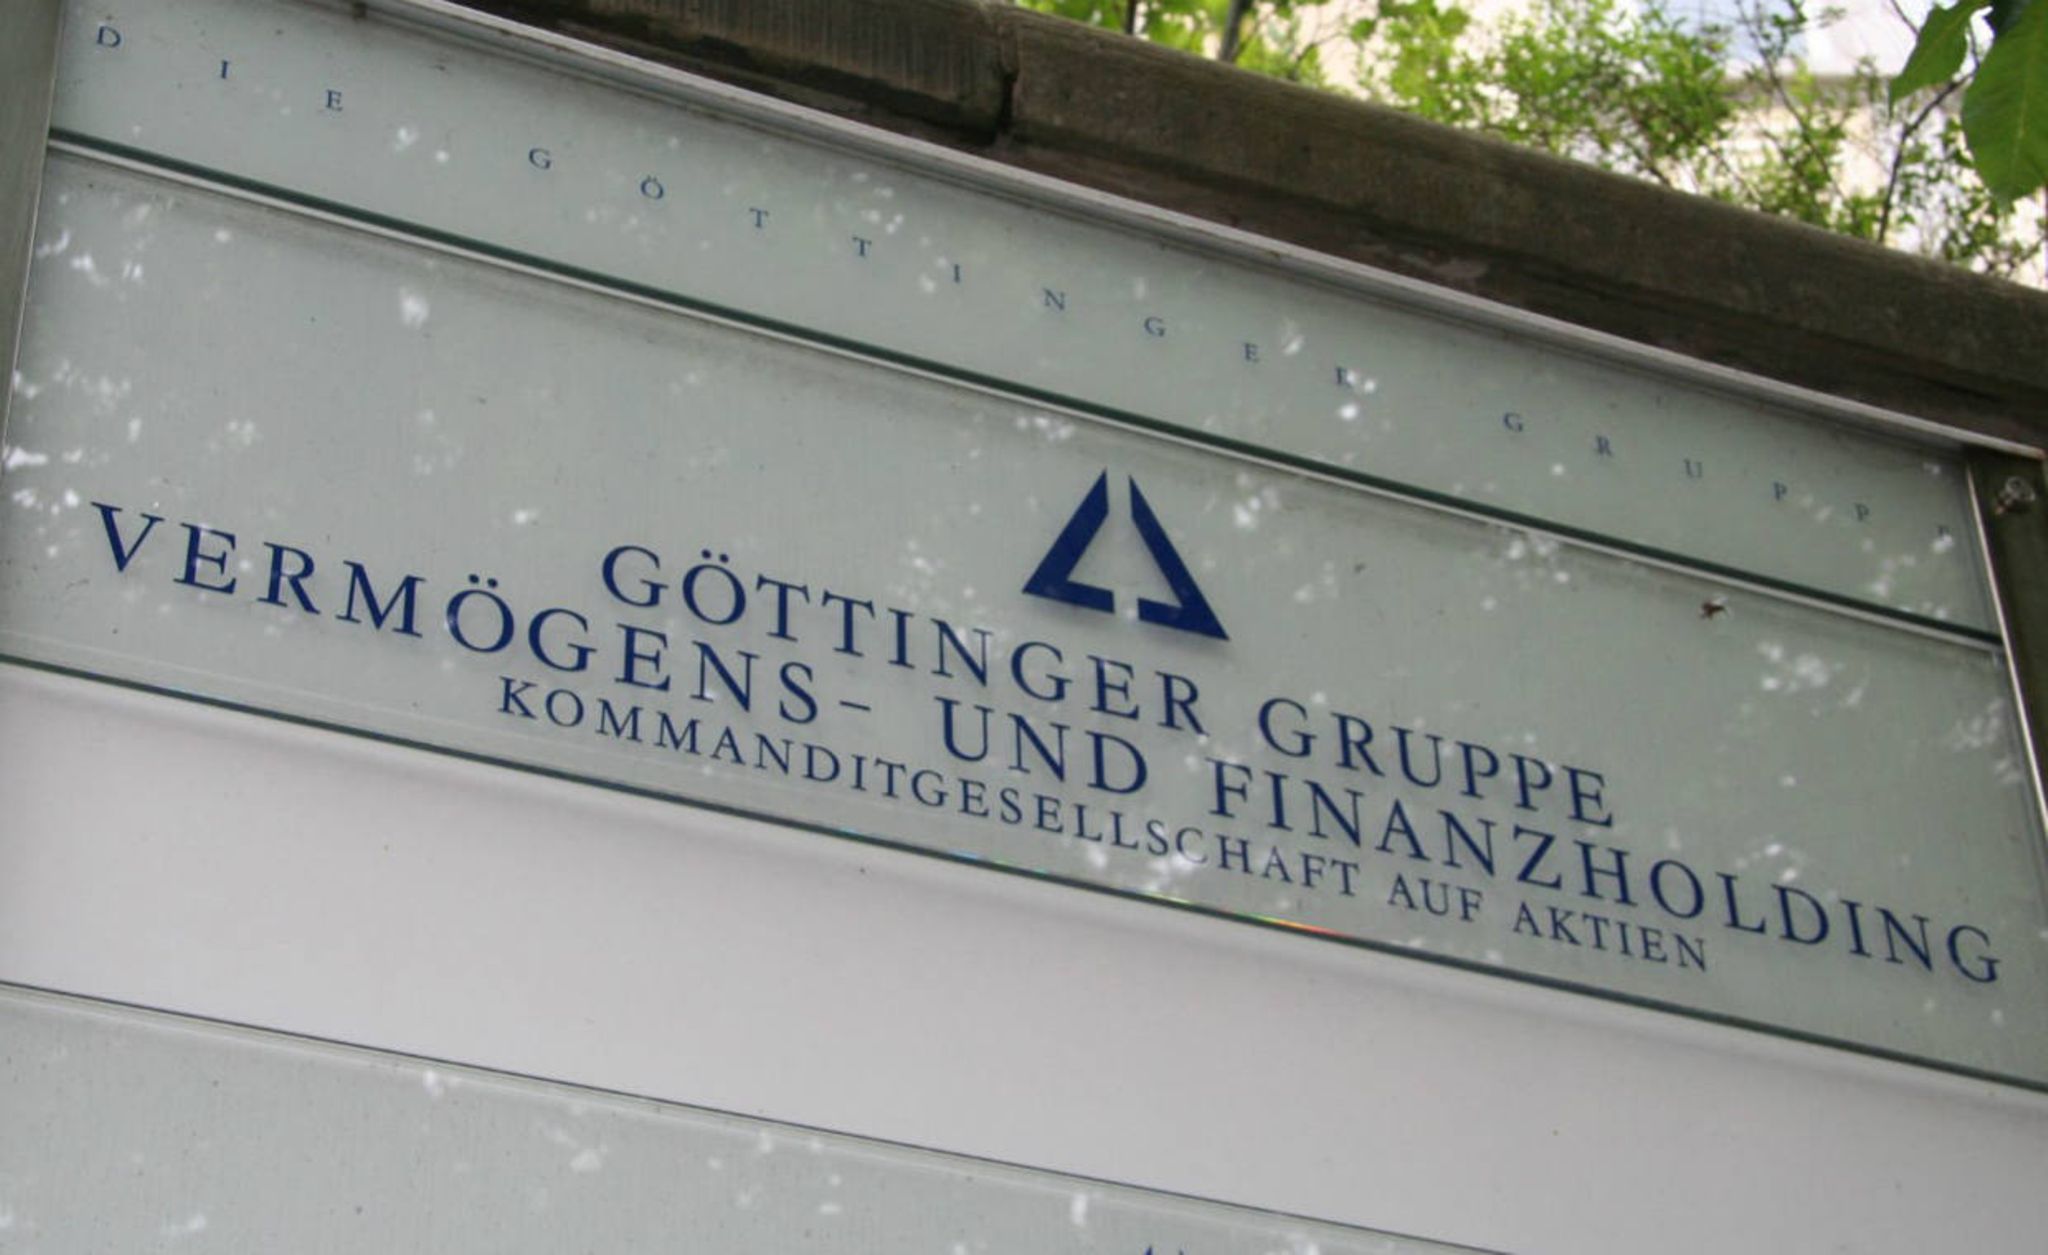 DIE GÖTTINGER GRUPPE
GÖTTINGER GRUPPE
VERMÖGENS- UND FINANZHOLDING
KOMMANDITGESELLSCHAFT AUF AKTIEN